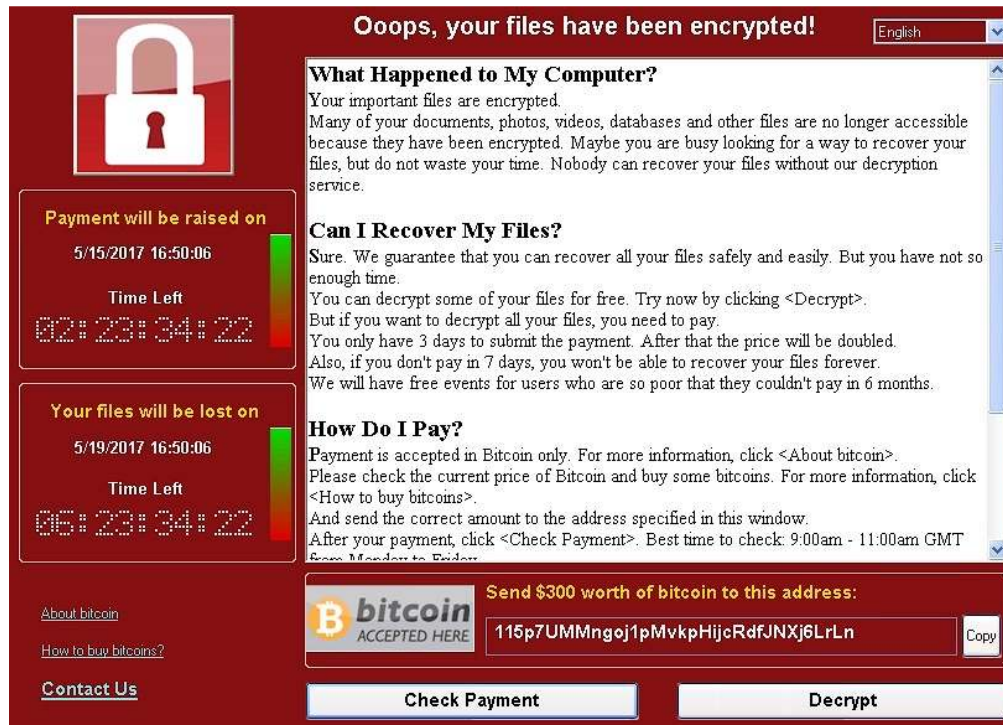 Ooops, your files have been encrypted!
English
What Happened to My Computer?
Your important files are encrypted.
Many of your documents, photos, videos, databases and other files are no longer accessible
because they have been encrypted. Maybe you are busy looking for a way to recover your
files, but do not waste your time. Nobody can recover your files without our decryption
service.
Can I Recover My Files?
Sure. We guarantee that you can recover all your files safely and easily. But you have not so
enough time.
You can decrypt some of your files for free. Try now by clicking <Decrypt>.
But if you want to decrypt all your files, you need to pay.
You only have 3 days to submit the payment. After that the price will be doubled.
Also, if you don't pay in 7 days, you won't be able to recover your files forever.
We will have free events for users who are so poor that they couldn't pay in 6 months.
How Do I Pay?
Payment is accepted in Bitcoin only. For more information, click <About bitcoin>.
Please check the current price of Bitcoin and buy some bitcoins. For more information, click
<How to buy bitcoins>.
And send the correct amount to the address specified in this window.
After your payment, click <Check Payment>. Best time to check: 9:00am - 11:00am GMT
from Monday to Friday
Payment will be raised on
5/15/2017 16:50:06
Time Left
02:23:34:22
Your files will be lost on
5/19/2017 16:50:06
Time Left
06:23:34:22
About bitcoin
How to buy bitcoins?
Contact Us
bitcoin
ACCEPTED HERE
Send $300 worth of bitcoin to this address:
115p7UMMngoj1pMvkpHijcRdfJNXj6LrLn
Copy
Check Payment
Decrypt